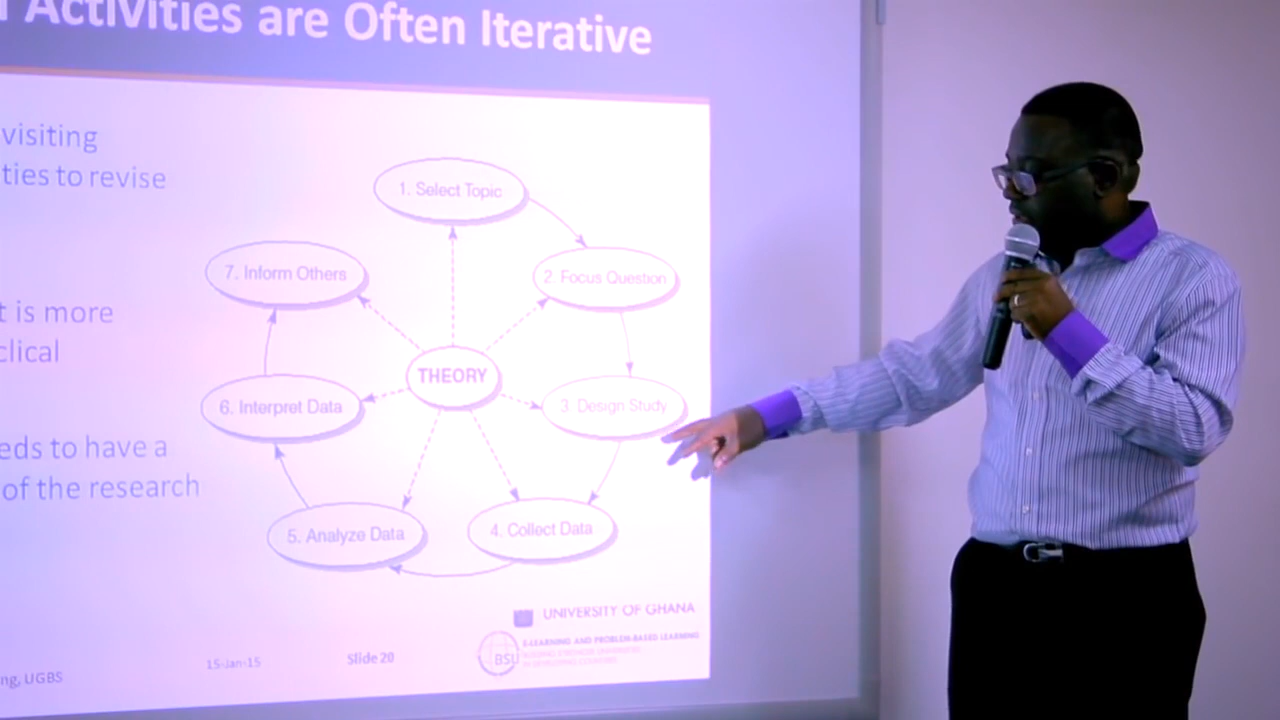 Activities are Often Iterative
visiting
ties to revise
t is more
clical
eds to have a
of the research
1. Select Topic
2. Focus Question
3. Design Study
4. Collect Data
5. Analyze Data
6. Interpret Data
7. Inform Others
THEORY
UNIVERSITY OF GHANA
E-LEARNING AND PROBLEM-BASED LEARNING
BSU
15-Jan-15
Slide 20
ng, UGBS